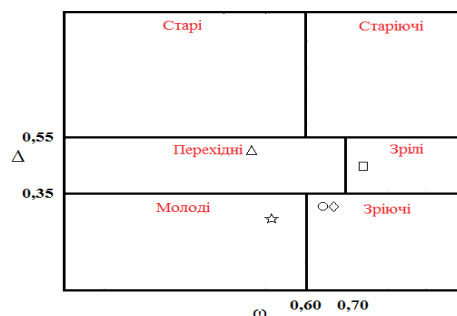 Старі Старіючі
0,55
Перехідні Зрілі
Δ
0,35
Молоді Зріючі
0,60 0,70
ω